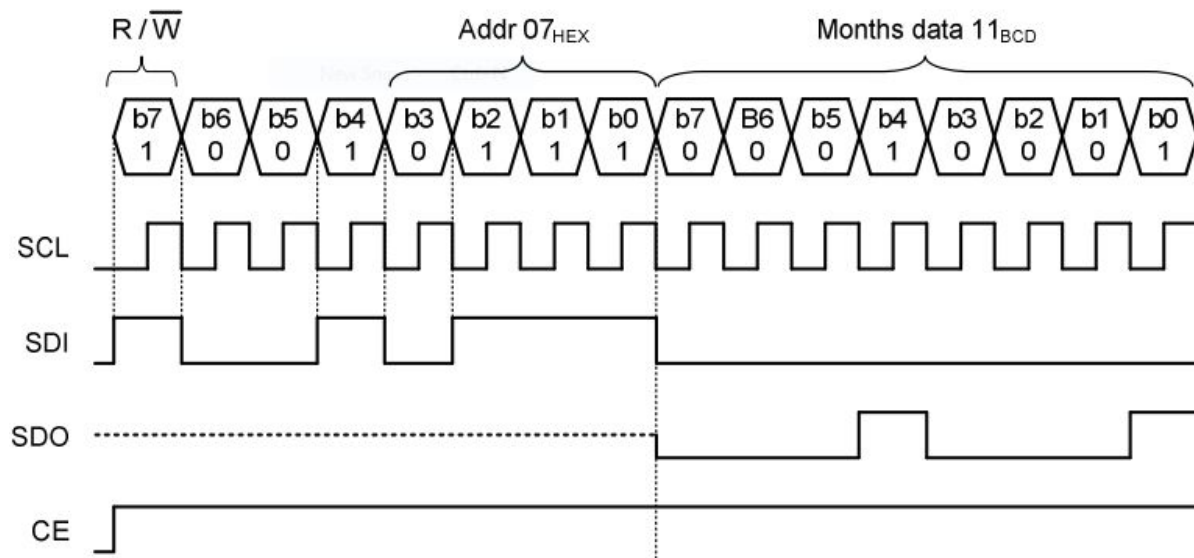 R / W̅ Addr 07HEX Months data 11BCD
b7 b6 b5 b4 b3 b2 b1 b0 b7 B6 b5 b4 b3 b2 b1 b0
1 0 0 1 0 1 1 1 0 0 0 1 0 0 0 1
SCL
SDI
SDO
CE